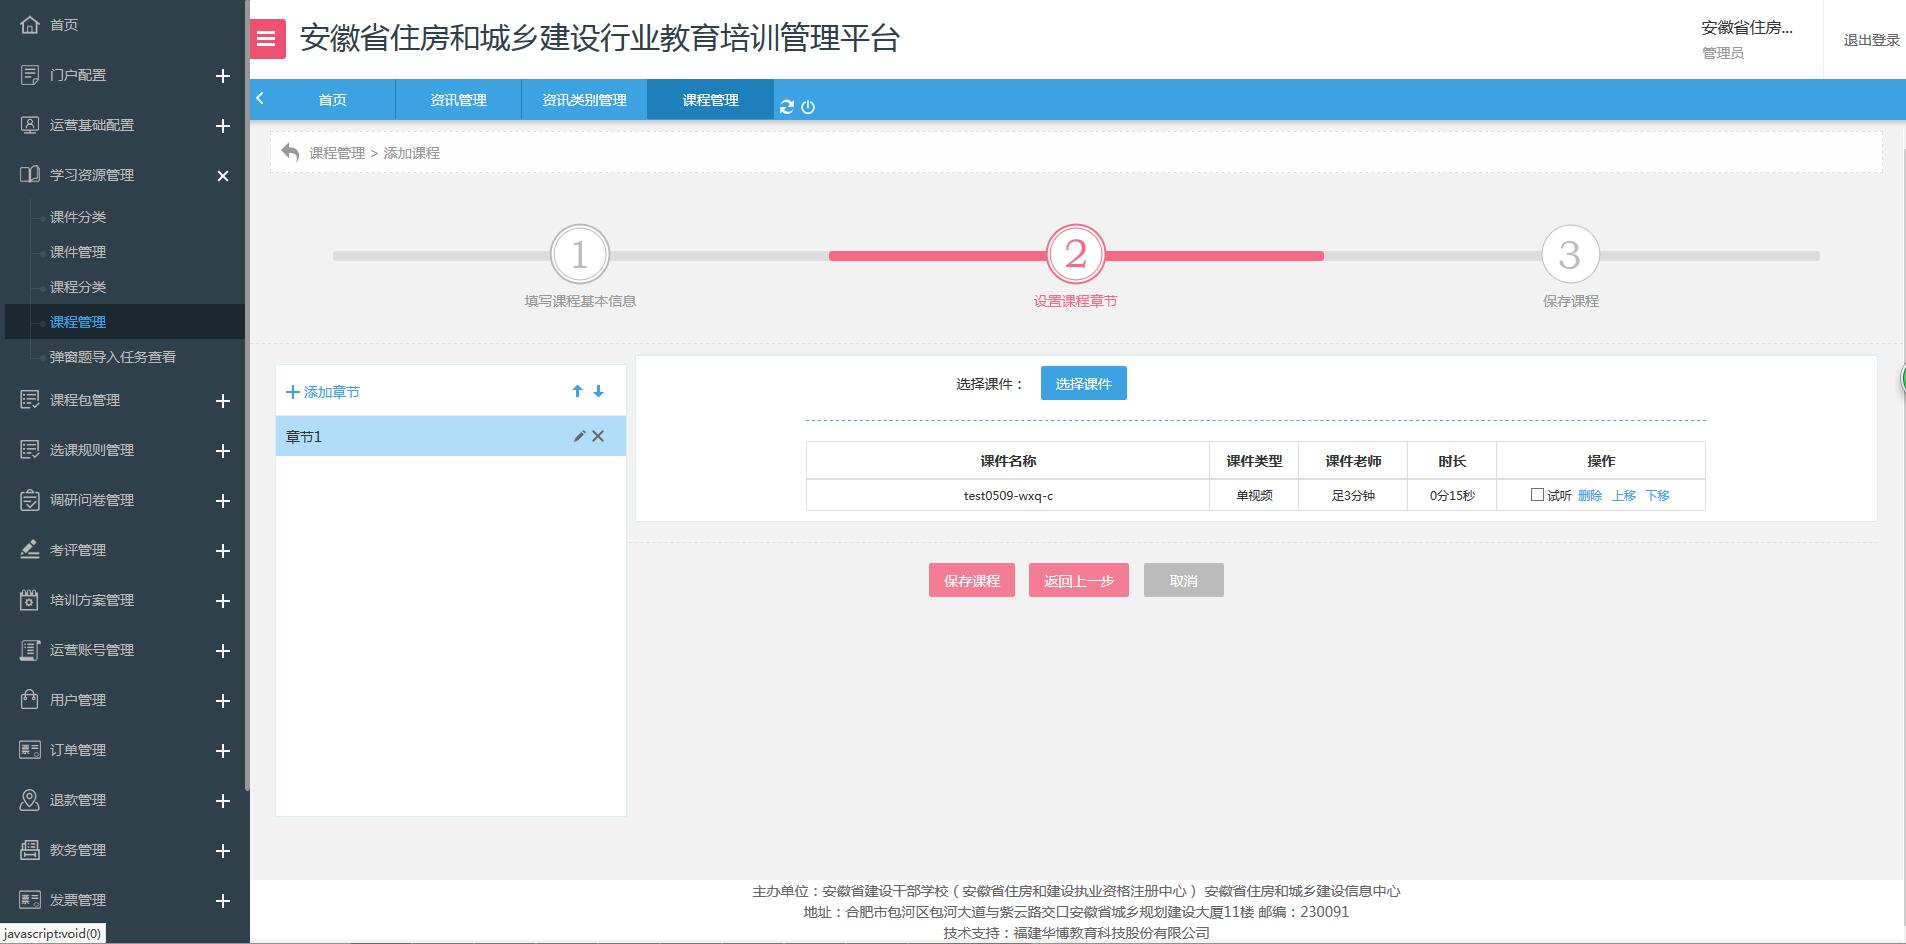 首页
门户配置
运营基础配置
学习资源管理
课件分类
课件管理
课程分类
课程管理
弹窗题导入任务查看
课程包管理
选课规则管理
调研问卷管理
考评管理
培训方案管理
运营账号管理
用户管理
订单管理
退款管理
教务管理
发票管理
javascript:void(0)
安徽省住房和城乡建设行业教育培训管理平台
安徽省住房...
管理员
退出登录
首页 资讯管理 资讯类别管理 课程管理
课程管理 > 添加课程
1 2 3
填写课程基本信息 设置课程章节 保存课程
添加章节
章节1
选择课件： 选择课件
课件名称 课件类型 课件老师 时长 操作
test0509-wxq-c 单视频 足3分钟 0分15秒 试听 删除 上移 下移
保存课程 返回上一步 取消
主办单位：安徽省建设干部学校（安徽省住房和建设执业资格注册中心） 安徽省住房和城乡建设信息中心
地址：合肥市包河区包河大道与紫云路交口安徽省城乡规划建设大厦11楼 邮编：230091
技术支持：福建华博教育科技股份有限公司